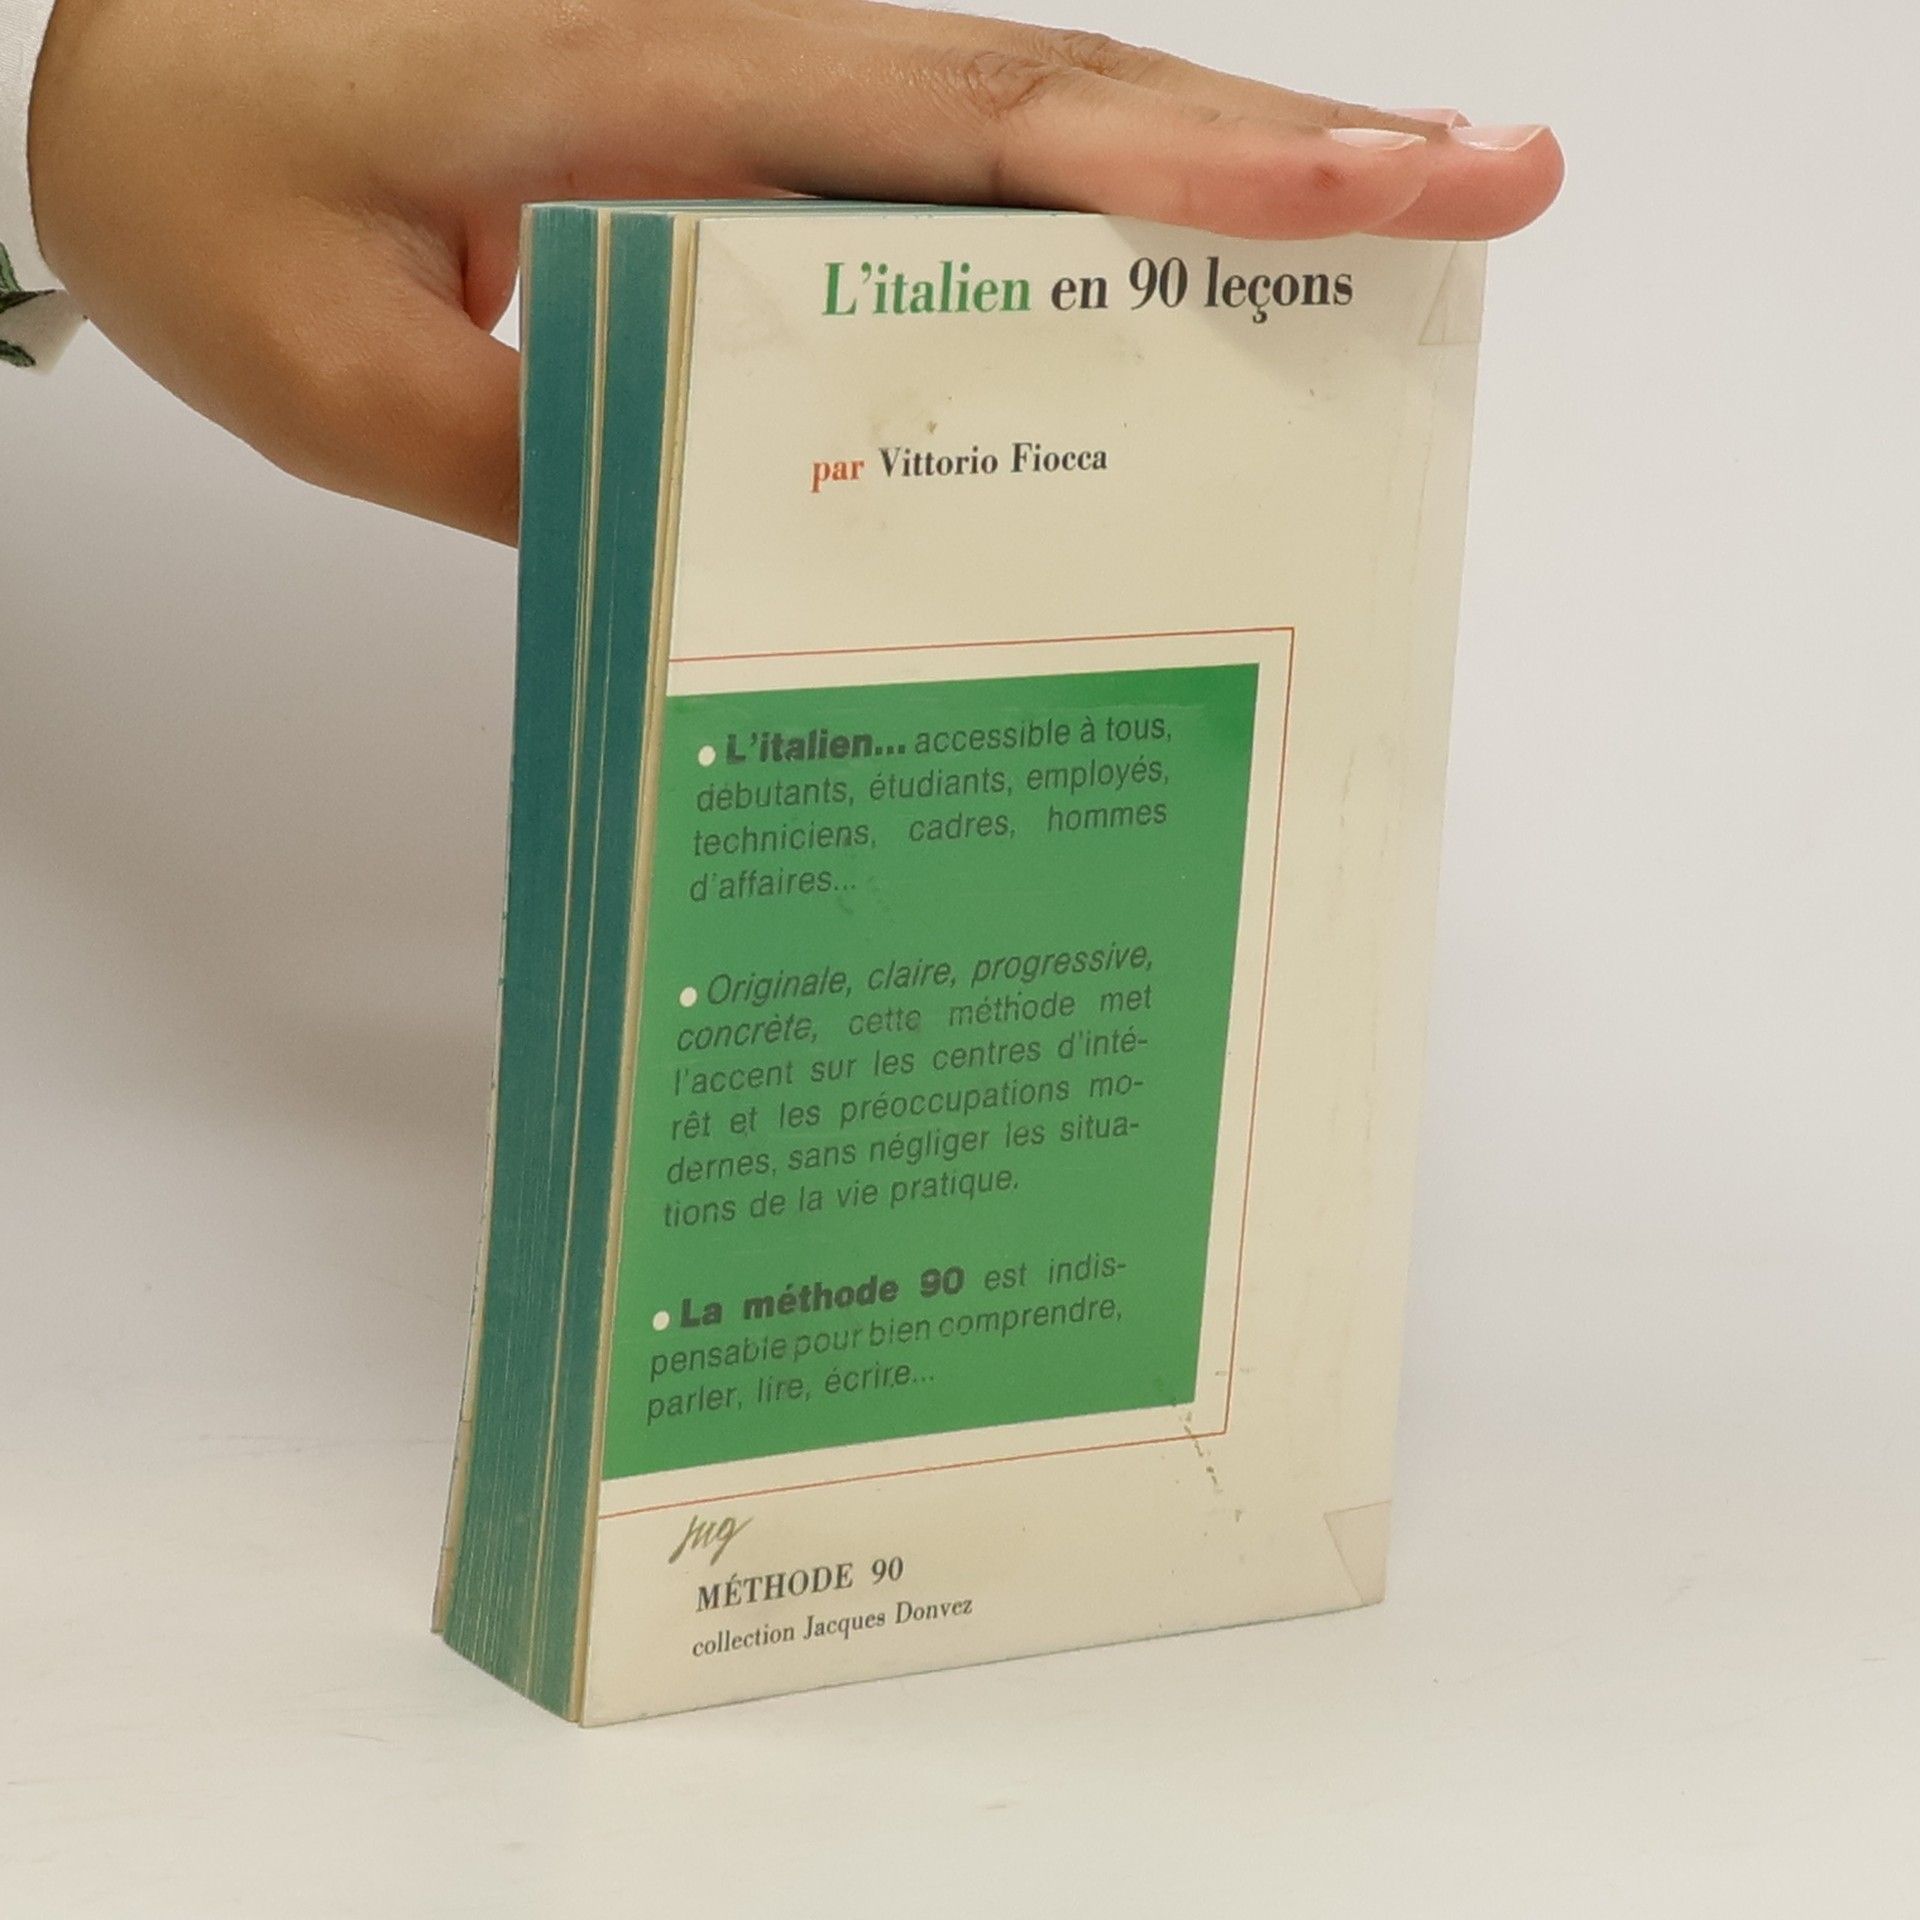 L'italien en 90 leçons
par Vittorio Fiocca
• L'italien... accessible à tous,
débutants, étudiants, employés,
techniciens, cadres, hommes
d'affaires...
• Originale, claire, progressive,
concrète, cette méthode met
l'accent sur les centres d'inté-
rêt et les préoccupations mo-
dernes, sans négliger les situa-
tions de la vie pratique.
• La méthode 90 est indis-
pensable pour bien comprendre,
parler, lire, écrire...
MÉTHODE 90
collection Jacques Donvez